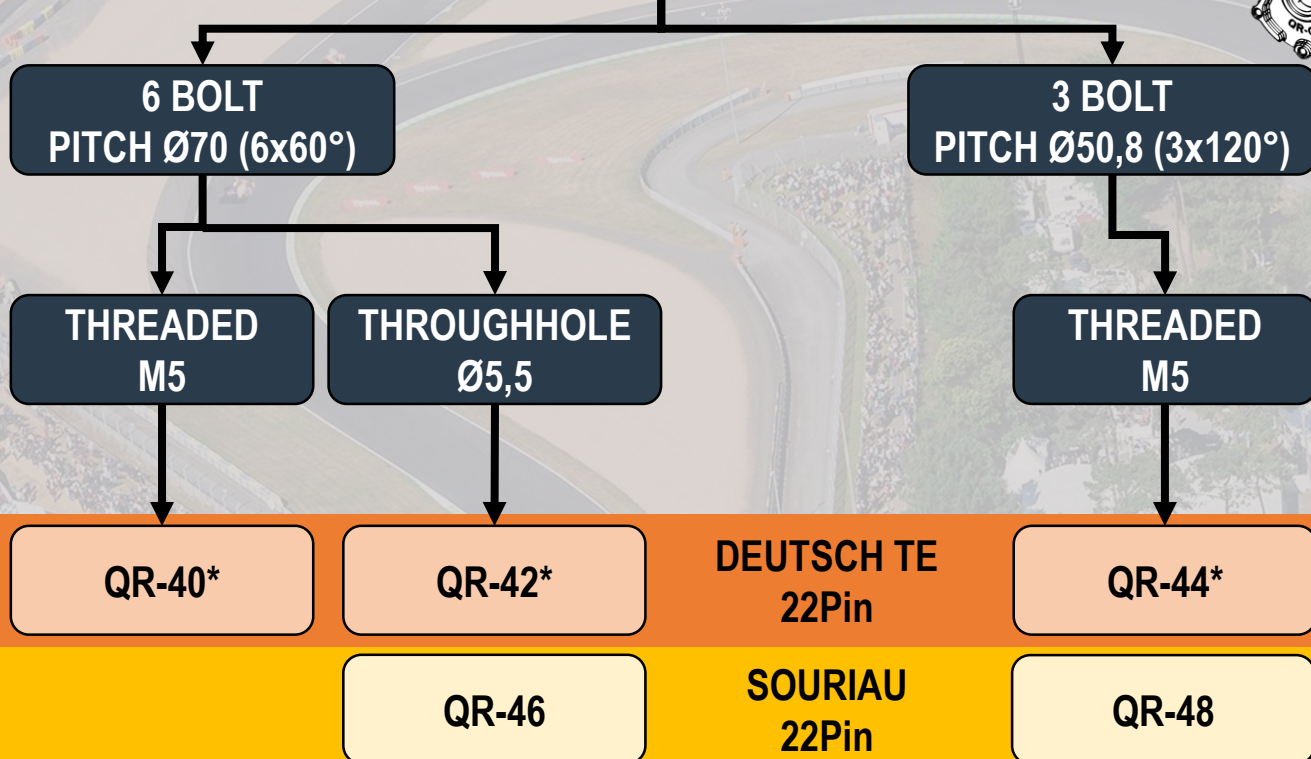 6 BOLT
PITCH Ø70 (6x60°)
3 BOLT
PITCH Ø50,8 (3x120°)
THREADED
M5
THROUGHHOLE
Ø5,5
THREADED
M5
QR-40*
QR-42*
DEUTSCH TE
22Pin
QR-44*
QR-46
SOURIAU
22Pin
QR-48